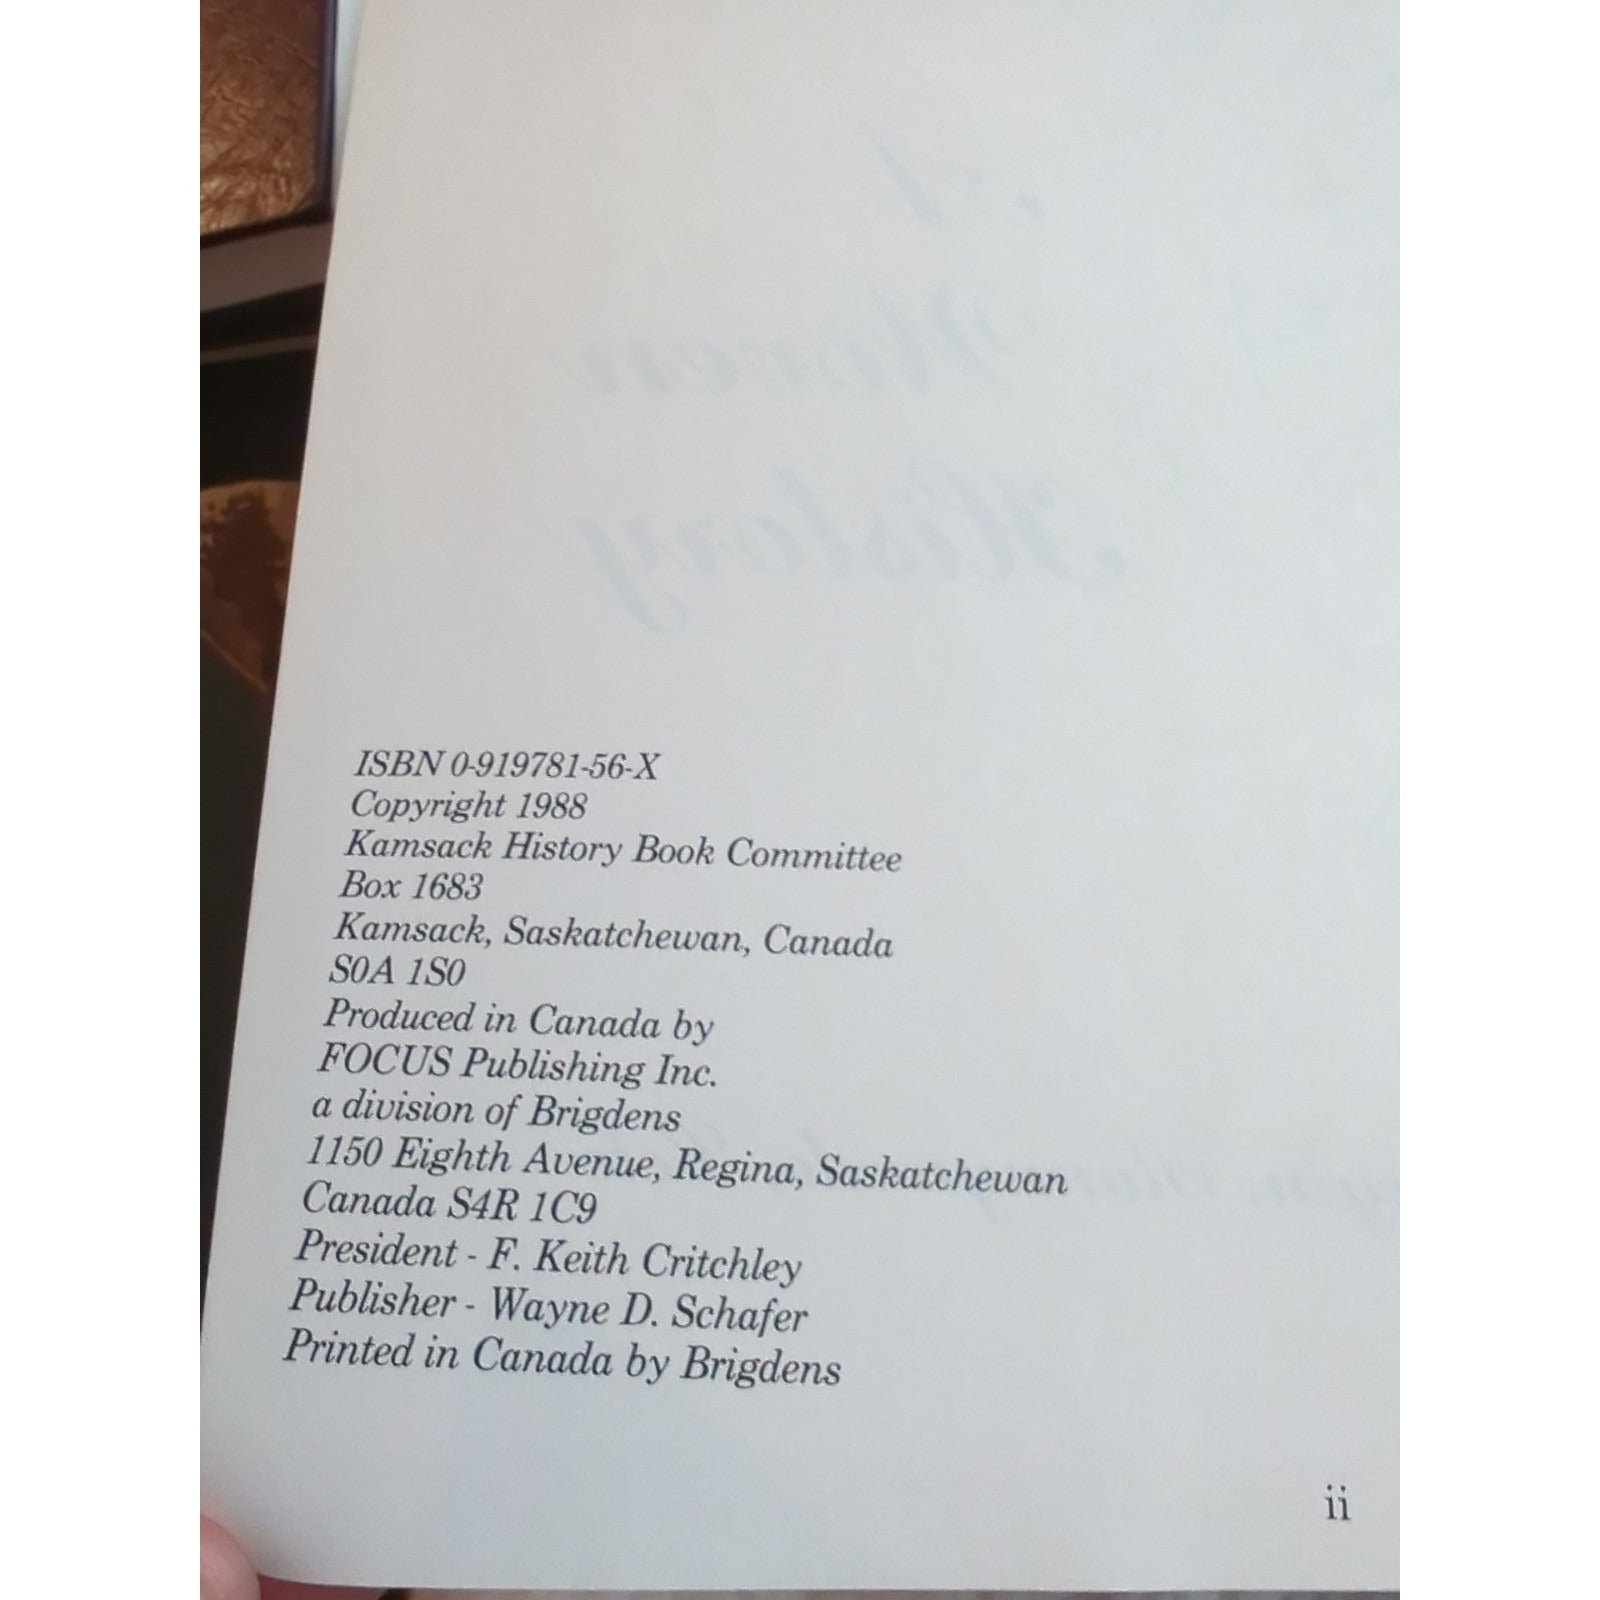 A
Woven
History
ISBN 0-919781-56-X
Copyright 1988
Kamsack History Book Committee
Box 1683
Kamsack, Saskatchewan, Canada
S0A 1S0
Produced in Canada by
FOCUS Publishing Inc.
a division of Brigdens
1150 Eighth Avenue, Regina, Saskatchewan
Canada S4R 1C9
President - F. Keith Critchley
Publisher - Wayne D. Schafer
Printed in Canada by Brigdens
ii